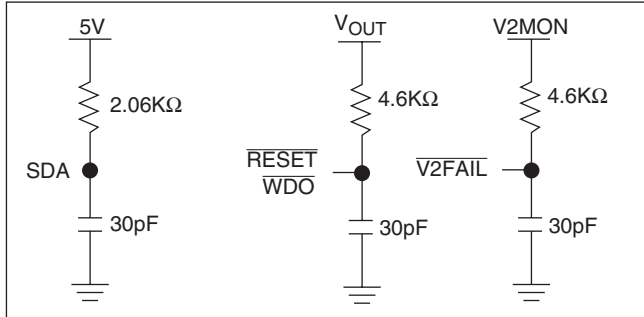 5V
2.06KΩ
SDA
30pF
VOUT
4.6KΩ
RESET
WDO
30pF
V2MON
4.6KΩ
V2FAIL
30pF